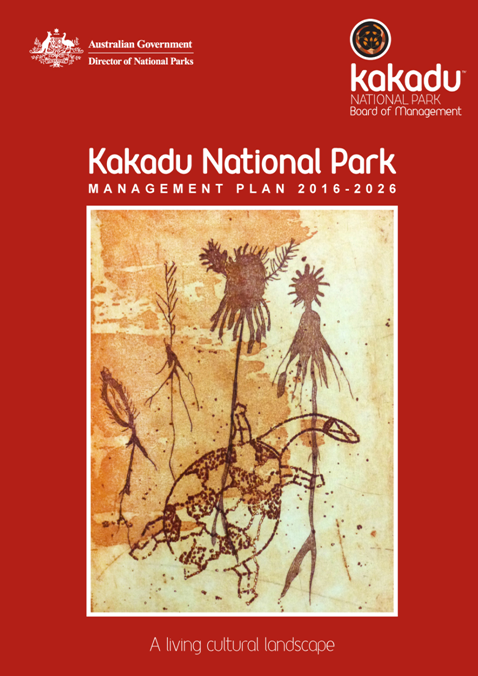 Australian Government
Director of National Parks
kakadu™
NATIONAL PARK
Board of Management
Kakadu National Park
MANAGEMENT PLAN 2016-2026
A living cultural landscape